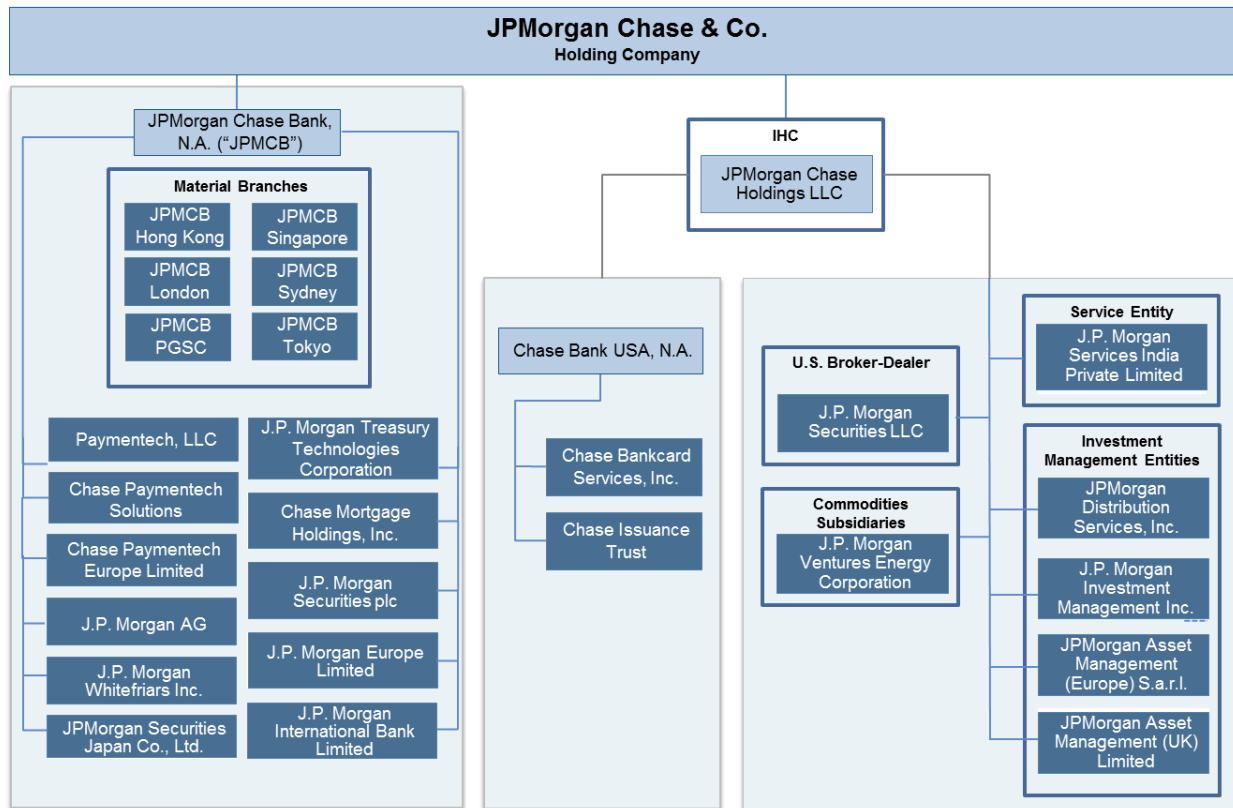 JPMorgan Chase & Co.
Holding Company
JPMorgan Chase Bank,
N.A. (“JPMCB”)
Material Branches
JPMCB
Hong Kong
JPMCB
Singapore
JPMCB
London
JPMCB
Sydney
JPMCB
PGSC
JPMCB
Tokyo
Paymentech, LLC
J.P. Morgan Treasury
Technologies
Corporation
Chase Paymentech
Solutions
Chase Mortgage
Holdings, Inc.
Chase Paymentech
Europe Limited
J.P. Morgan
Securities plc
J.P. Morgan AG
J.P. Morgan Europe
Limited
J.P. Morgan
Whitefriars Inc.
J.P. Morgan
International Bank
Limited
JPMorgan Securities
Japan Co., Ltd.
IHC
JPMorgan Chase
Holdings LLC
Chase Bank USA, N.A.
Chase Bankcard
Services, Inc.
Chase Issuance
Trust
U.S. Broker-Dealer
J.P. Morgan
Securities LLC
Commodities
Subsidiaries
J.P. Morgan
Ventures Energy
Corporation
Service Entity
J.P. Morgan
Services India
Private Limited
Investment
Management Entities
JPMorgan
Distribution
Services, Inc.
J.P. Morgan
Investment
Management Inc.
JPMorgan Asset
Management
(Europe) S.a.r.l.
JPMorgan Asset
Management (UK)
Limited